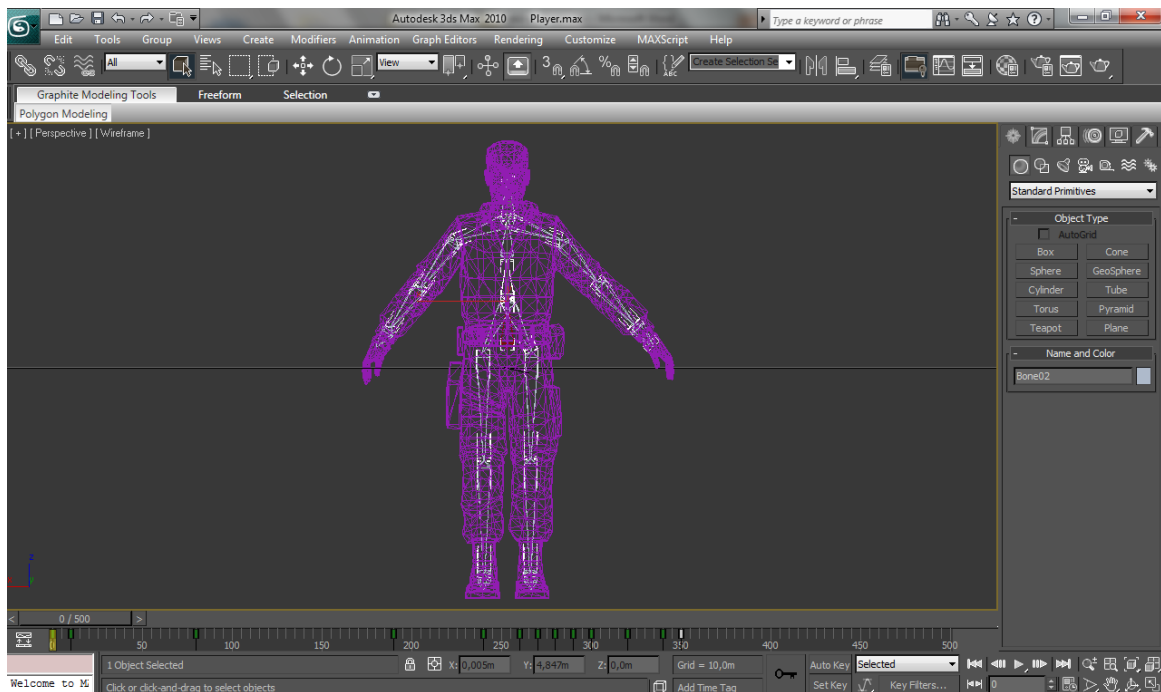 Autodesk 3ds Max 2010 Player.max
Type a keyword or phrase
Edit Tools Group Views Create Modifiers Animation Graph Editors Rendering Customize MAXScript Help
All
View
3
Create Selection Se
Graphite Modeling Tools Freeform Selection
Polygon Modeling
[ + ] [ Perspective ] [ Wireframe ]
Standard Primitives
- Object Type
AutoGrid
Box Cone
Sphere GeoSphere
Cylinder Tube
Torus Pyramid
Teapot Plane
- Name and Color
Bone02
z
< 0 / 500 >
0 50 100 200 250 300 350 400 450 500
1 Object Selected X: 0,005m Y: 4,847m Z: 0,0m Grid = 10,0m Auto Key Selected
Welcome to M Click or click-and-drag to select objects Add Time Tag Set Key Key Filters... 0